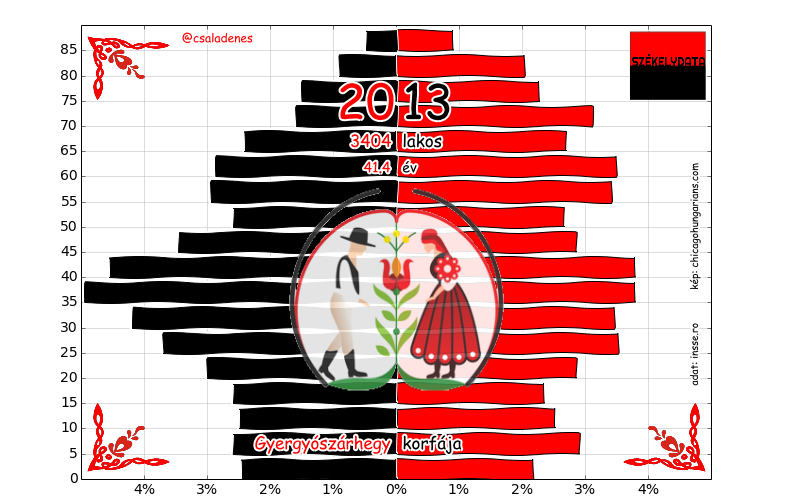 @csaladenes
SZÉKELYDATA
2013
3404 lakos
41,4 év
Gyergyószárhegy korfája
kép: chicagohungarians.com
adat: insse.ro
85
80
75
70
65
60
55
50
45
40
35
30
25
20
15
10
5
0
4% 3% 2% 1% 0% 1% 2% 3% 4%